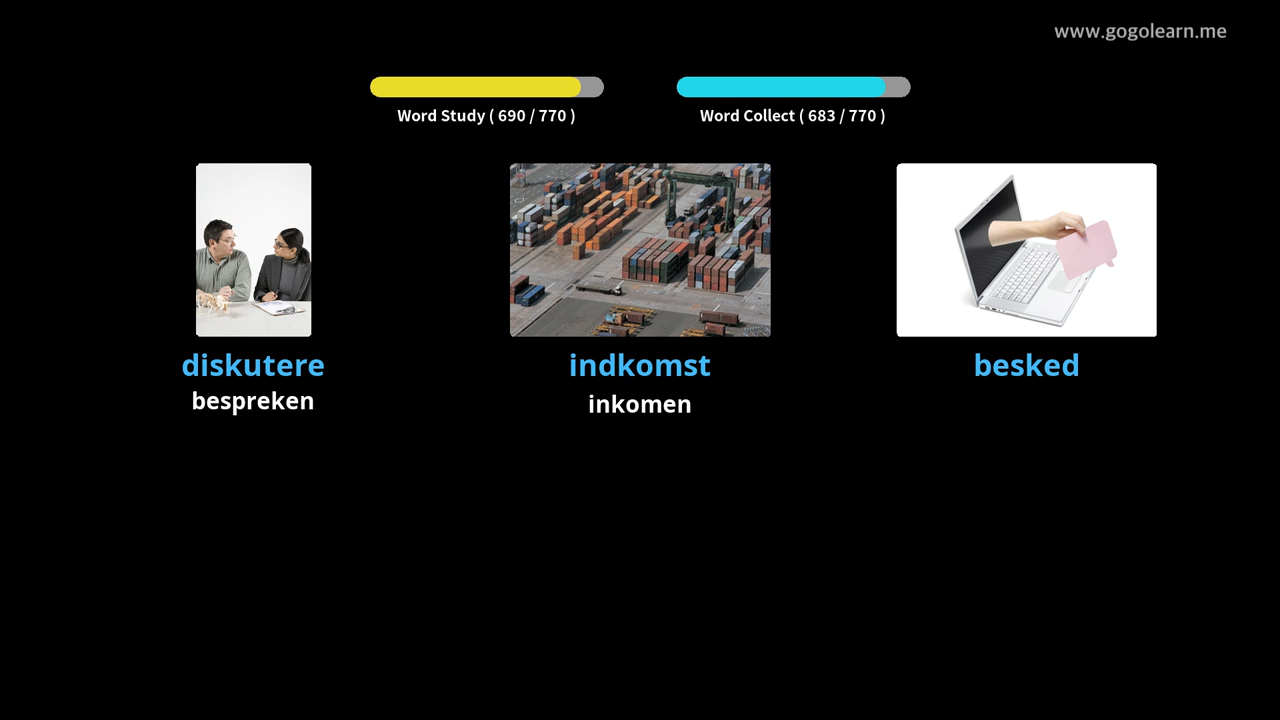 www.gogolearn.me
Word Study ( 690 / 770 )
Word Collect ( 683 / 770 )
diskutere
bespreken
indkomst
inkomen
besked